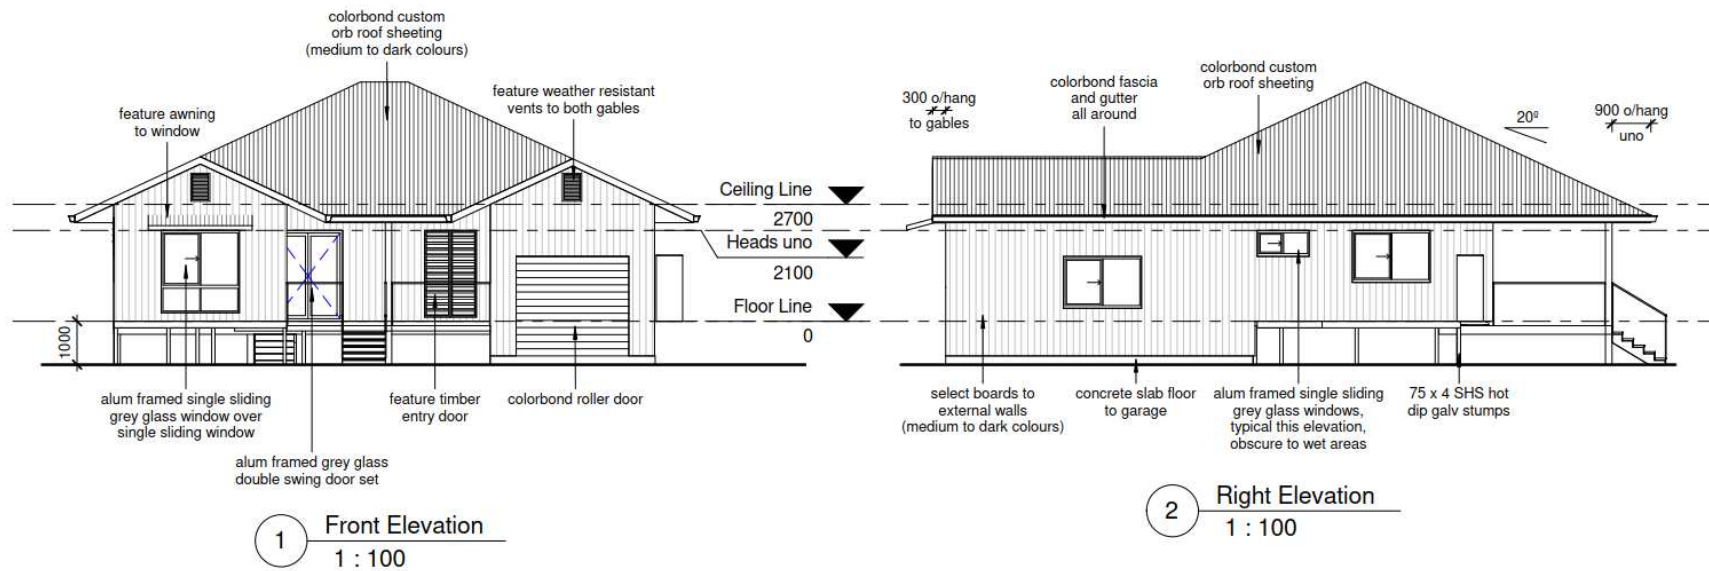 colorbond custom
orb roof sheeting
(medium to dark colours)
feature weather resistant
vents to both gables
feature awning
to window
Ceiling Line
2700
Heads uno
2100
Floor Line
0
1000
alum framed single sliding
grey glass window over
single sliding window
feature timber
entry door
colorbond roller door
alum framed grey glass
double swing door set
1
Front Elevation
1 : 100
300 o/hang
to gables
colorbond fascia
and gutter
all around
colorbond custom
orb roof sheeting
20º
900 o/hang
uno
select boards to
external walls
(medium to dark colours)
concrete slab floor
to garage
alum framed single sliding
grey glass windows,
typical this elevation,
obscure to wet areas
75 x 4 SHS hot
dip galv stumps
2
Right Elevation
1 : 100